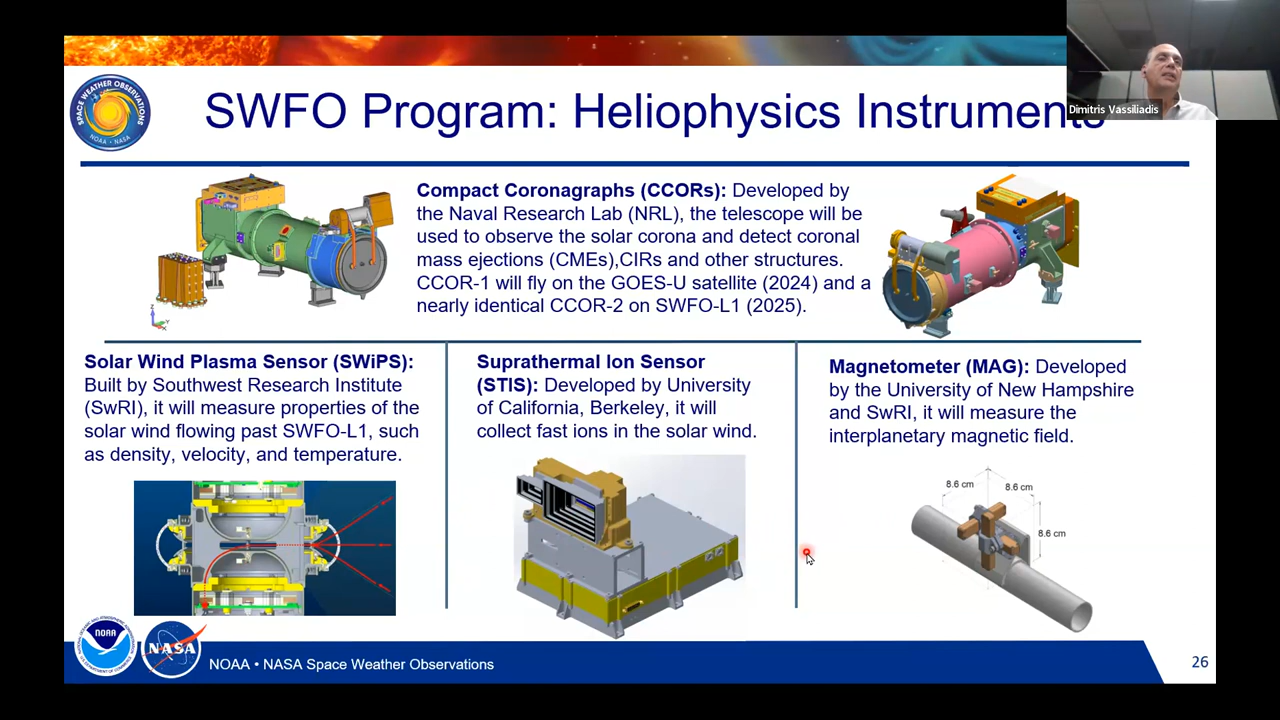 Dimitris Vassiliadis
SPACE WEATHER OBSERVATIONS
NOAA • NASA
SWFO Program: Heliophysics Instruments
Compact Coronagraphs (CCORs): Developed by
the Naval Research Lab (NRL), the telescope will be
used to observe the solar corona and detect coronal
mass ejections (CMEs),CIRs and other structures.
CCOR-1 will fly on the GOES-U satellite (2024) and a
nearly identical CCOR-2 on SWFO-L1 (2025).
Solar Wind Plasma Sensor (SWiPS):
Built by Southwest Research Institute
(SwRI), it will measure properties of the
solar wind flowing past SWFO-L1, such
as density, velocity, and temperature.
Suprathermal Ion Sensor
(STIS): Developed by University
of California, Berkeley, it will
collect fast ions in the solar wind.
Magnetometer (MAG): Developed
by the University of New Hampshire
and SwRI, it will measure the
interplanetary magnetic field.
8.6 cm
8.6 cm
8.6 cm
NOAA
NASA
NOAA • NASA Space Weather Observations
26